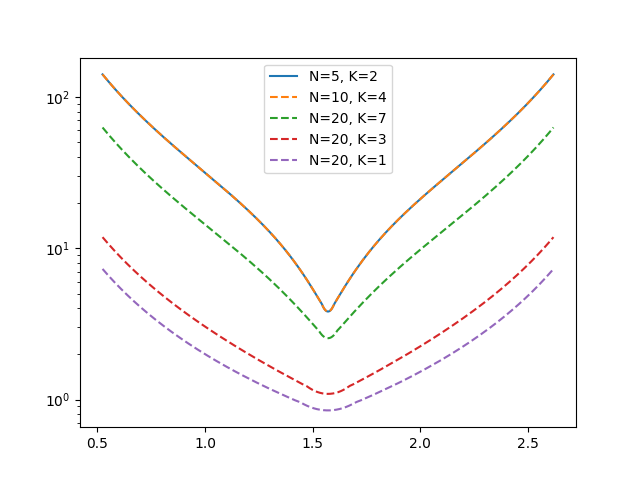 N=5, K=2
N=10, K=4
N=20, K=7
N=20, K=3
N=20, K=1
10²
10¹
10⁰
0.5 1.0 1.5 2.0 2.5